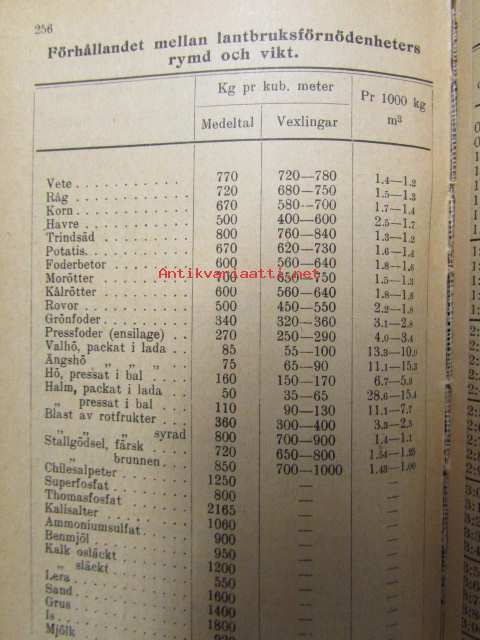 256
Förhållandet mellan lantbruksförnödenheters
rymd och vikt.
Kg pr kub. meter
Pr 1000 kg
m³
Medeltal Vexlingar
Vete 770 720—780 1.4—1.2
Råg 720 680—750 1.5—1.3
Korn 670 580—700 1.7—1.4
Havre 500 400—600 2.5—1.7
Trindsäd 800 760—840 1.3—1.2
Potatis 670 620—730 1.6—1.4
Foderbetor 600 560—640 1.8—1.6
Antikvariaatti.net
Morötter 650—750 1.5—1.3
Kålrötter 600 560—640 1.8—1.6
Rovor 500 450—550 2.2—1.8
Grönfoder 340 320—360 3.1—2.8
Pressfoder (ensilage) 270 250—290 4.0—3.4
Valhö, packat i lada 85 55—100 13.3—10.0
Ängshö „ „ „ 75 65—90 11.1—15.3
Hö, pressat i bal 160 150—170 6.7—5.9
Halm, packat i lada 50 35—65 28.6—15.4
„ pressat i bal 110 90—130 11.1—7.7
Blast av rotfrukter 360 300—400 3.3—2.5
„ „ „ syrad 800 700—900 1.4—1.1
Stallgödsel, färsk 720 650—800 1.54—1.25
„ brunnen 850 700—1000 1.43—1.00
Chilesalpeter 1250 —
Superfosfat 800 —
Thomasfosfat 2165 —
Kalisalter 1060 —
Ammoniumsulfat 900 —
Benmjöl 950 —
Kalk osläckt 1200 —
„ släckt 550 —
Lera 1600 —
Sand 1400 —
Grus 1800 —
Is
Mjölk